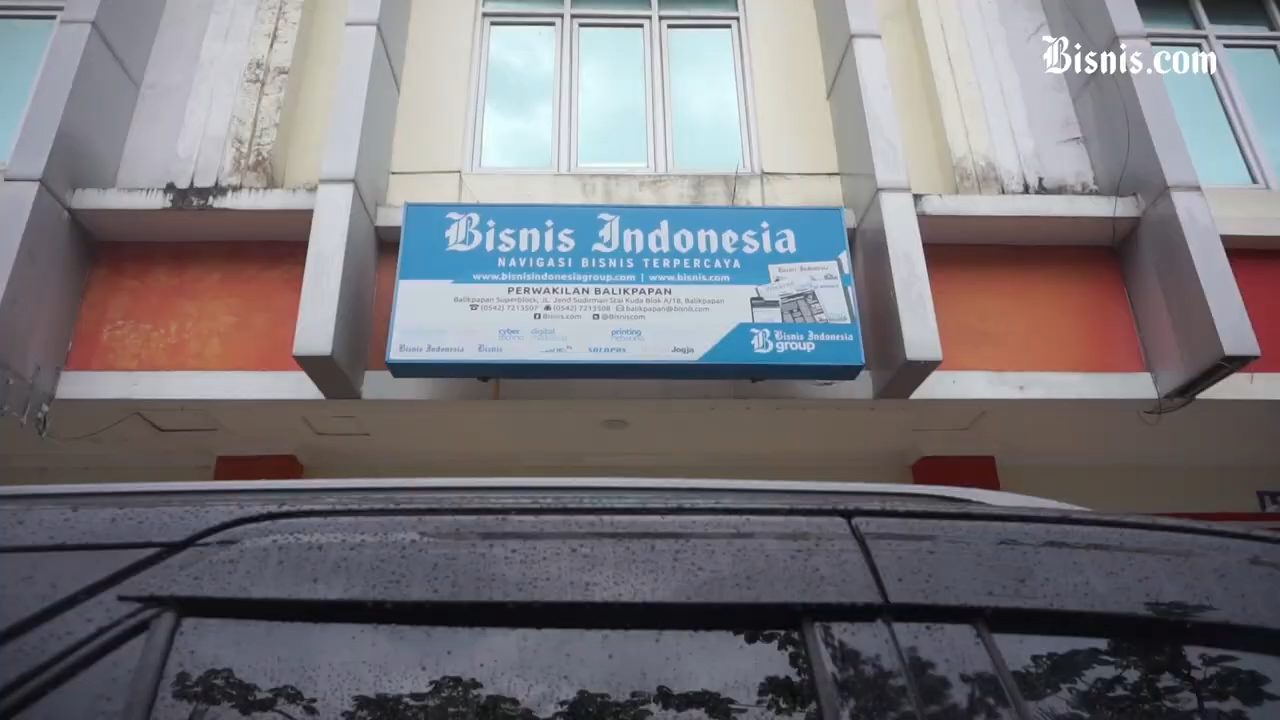 Bisnis.com
Bisnis Indonesia
NAVIGASI BISNIS TERPERCAYA
www.bisnisindonesiagroup.com | www.bisnis.com
PERWAKILAN BALIKPAPAN
Balikpapan Superblock, JL. Jend Sudirman Stal Kuda Blok A/18, Balikpapan
(0542) 7213507 (0542) 7213508 balikpapan@bisnis.com
Bisnis.com @Bisniscom
cyber digital printing
Bisnis Indonesia Bisnis SOLOPOS Jogja
Bisnis Indonesia
group